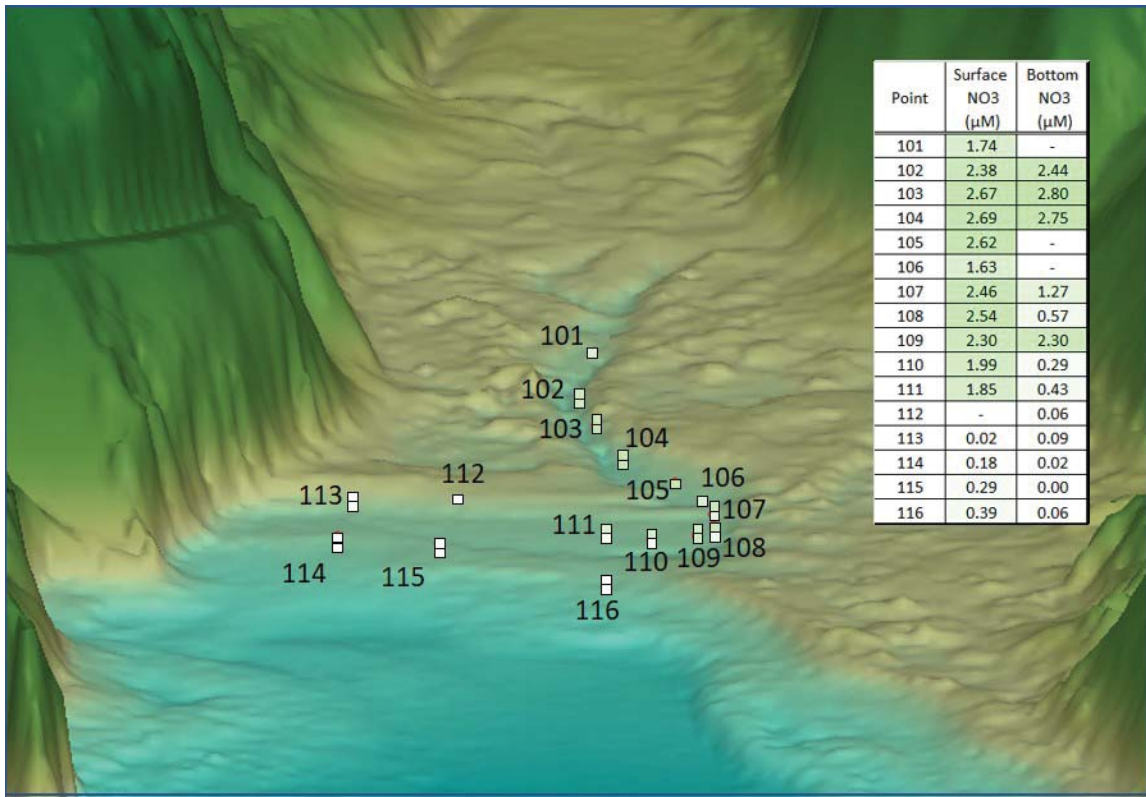 Point Surface NO3 (μM) Bottom NO3 (μM)
101 1.74 -
102 2.38 2.44
103 2.67 2.80
104 2.69 2.75
105 2.62 -
106 1.63 -
107 2.46 1.27
108 2.54 0.57
109 2.30 2.30
110 1.99 0.29
111 1.85 0.43
112 - 0.06
113 0.02 0.09
114 0.18 0.02
115 0.29 0.00
116 0.39 0.06
101
102
103
104
105
106
107
108
109
110
111
112
113
114
115
116